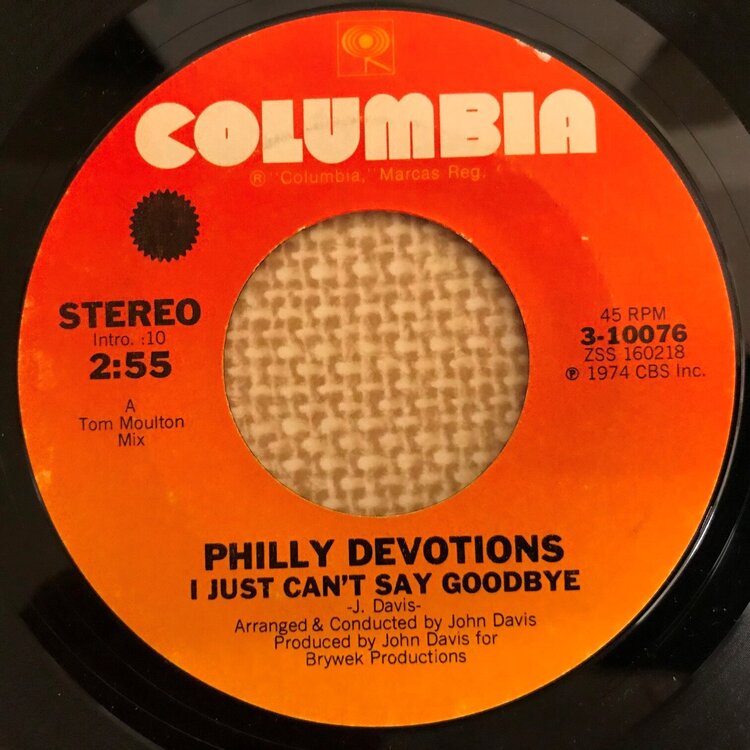 COLUMBIA
® "Columbia," Marcas Reg.
STEREO
Intro. :10
2:55
A
Tom Moulton
Mix
45 RPM
3-10076
ZSS 160218
℗ 1974 CBS Inc.
PHILLY DEVOTIONS
I JUST CAN'T SAY GOODBYE
-J. Davis-
Arranged & Conducted by John Davis
Produced by John Davis for
Brywek Productions